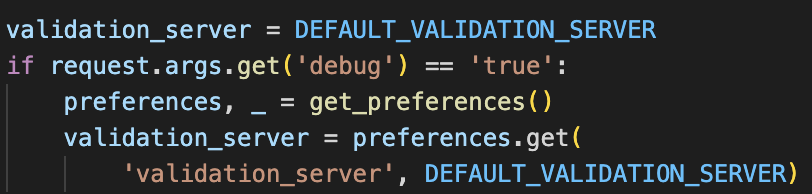 validation_server = DEFAULT_VALIDATION_SERVER
if request.args.get('debug') == 'true':
    preferences, _ = get_preferences()
    validation_server = preferences.get(
        'validation_server', DEFAULT_VALIDATION_SERVER)